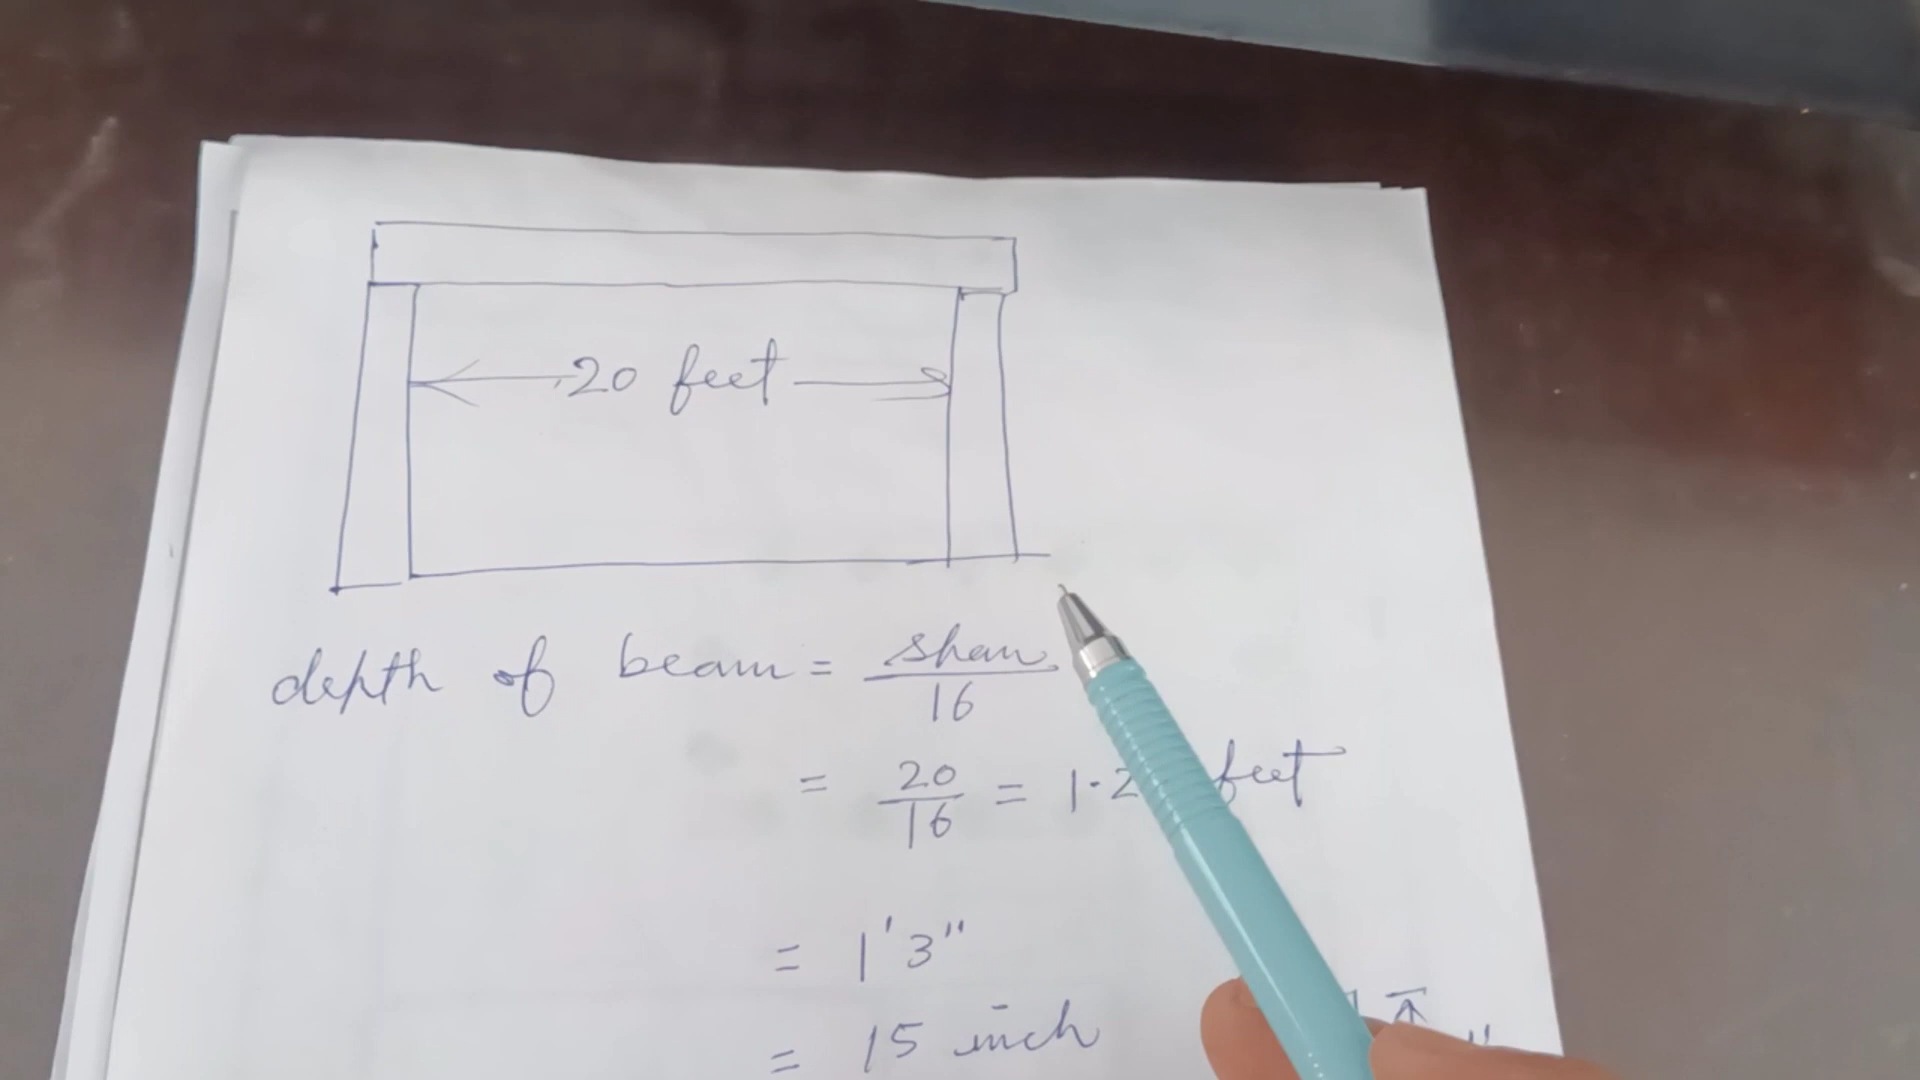 20 feet
depth of beam = span
16
= 20/16 = 1.2 feet
= 1'3"
= 15 inch
"